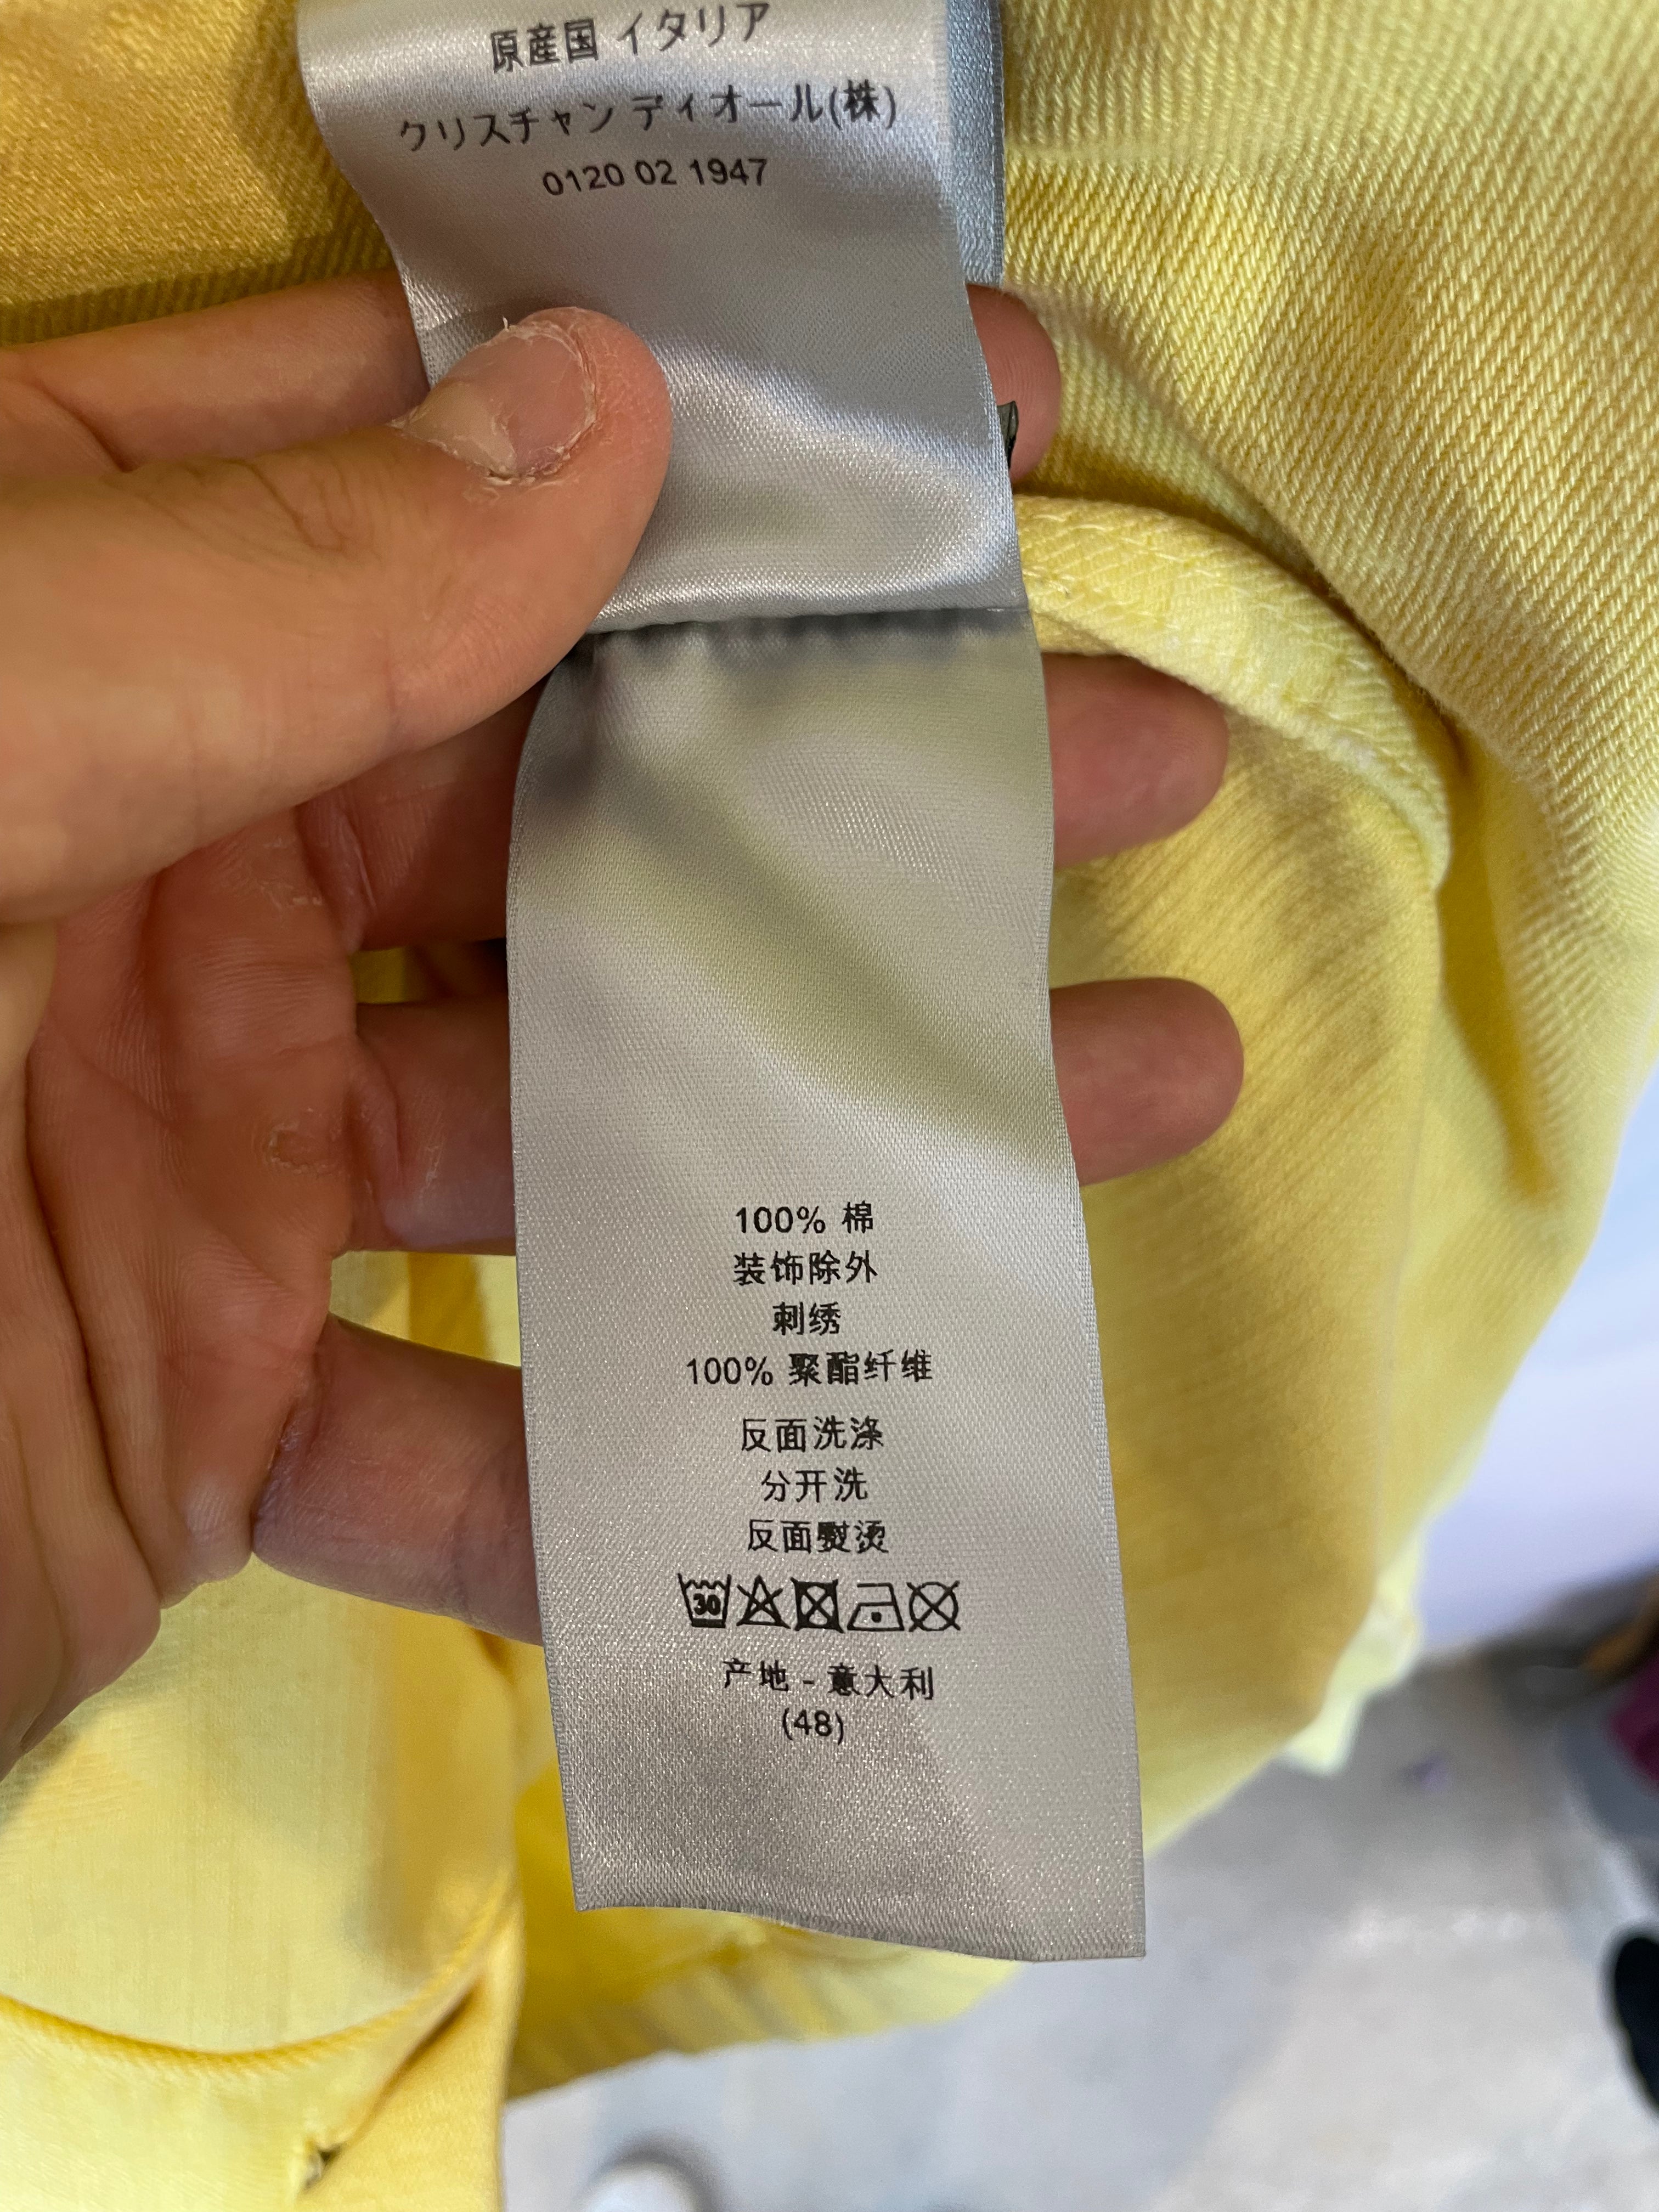 原産国 イタリア
クリスチャン ディオール(株)
0120 02 1947
100% 棉
装饰除外
刺绣
100% 聚酯纤维
反面洗涤
分开洗
反面熨烫
30
产地 - 意大利
(48)